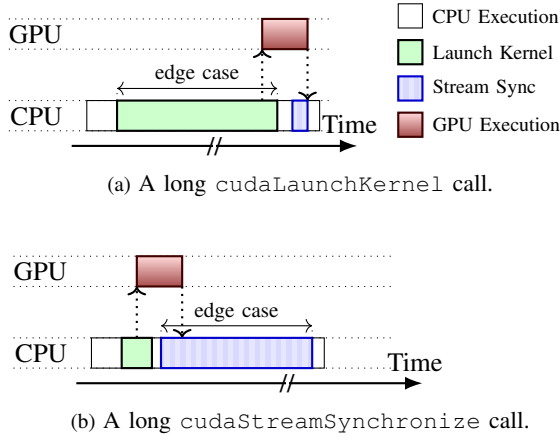 GPU
CPU Execution
Launch Kernel
edge case
Stream Sync
CPU
Time
GPU Execution
(a) A long cudaLaunchKernel call.
GPU
edge case
CPU
Time
(b) A long cudaStreamSynchronize call.